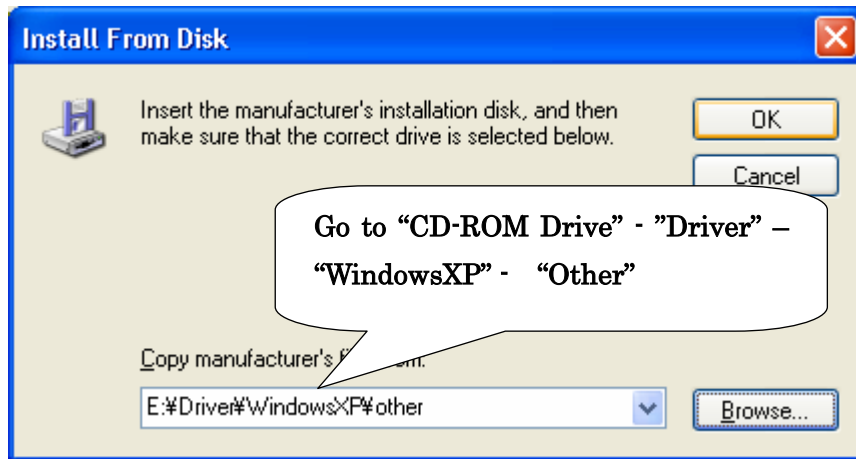 Install From Disk
Insert the manufacturer's installation disk, and then
make sure that the correct drive is selected below.
OK
Cancel
Go to “CD-ROM Drive” - ”Driver” –
“WindowsXP” - “Other”
Copy manufacturer's
E:¥Driver¥WindowsXP¥other
Browse...